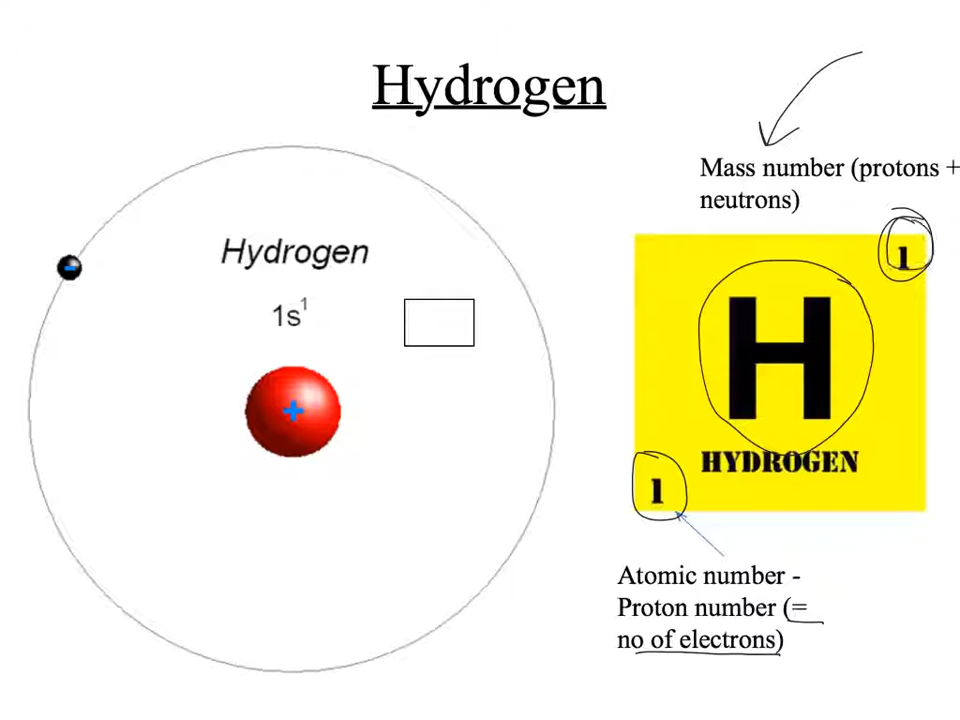 Hydrogen
Mass number (protons +
neutrons)
Hydrogen
1s¹
-
+
1
H
HYDROGEN
1
Atomic number -
Proton number (=
no of electrons)